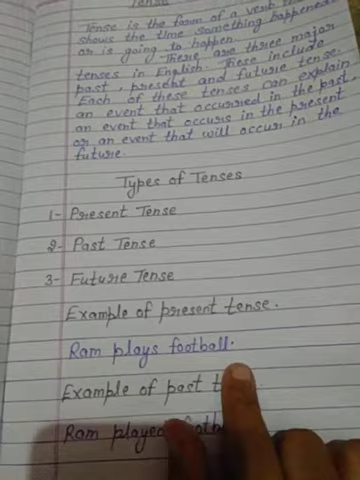 Tense
Tense is the form of a verb
shows the time something happened
or is going to happen.
There are three major
tenses in English. These include
past, present and future tense.
Each of these tenses can explain
an event that occurried in the past
an event that occuris in the present
or an event that will occur in the
future.
Types of Tenses
1- Present Tense
2- Past Tense
3- Future Tense
Example of present tense.
Ram plays football.
Example of past
Ram played